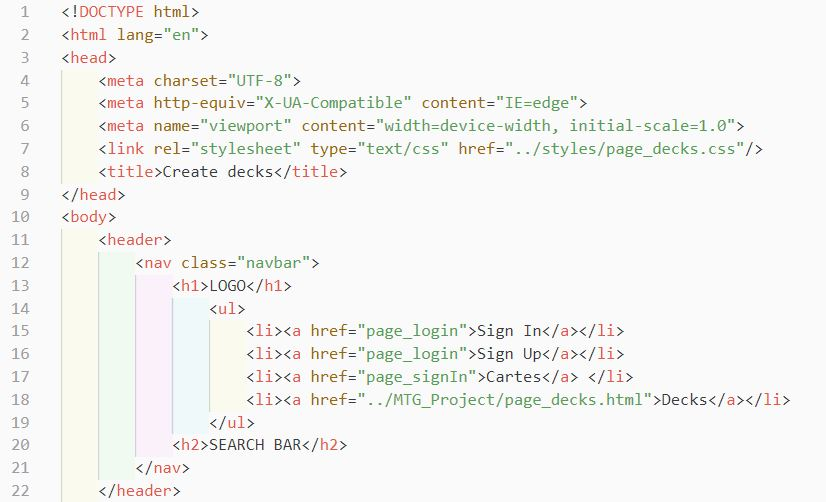 1 <!DOCTYPE html>
2 <html lang="en">
3 <head>
4 <meta charset="UTF-8">
5 <meta http-equiv="X-UA-Compatible" content="IE=edge">
6 <meta name="viewport" content="width=device-width, initial-scale=1.0">
7 <link rel="stylesheet" type="text/css" href="../styles/page_decks.css"/>
8 <title>Create decks</title>
9 </head>
10 <body>
11 <header>
12 <nav class="navbar">
13 <h1>LOGO</h1>
14 <ul>
15 <li><a href="page_login">Sign In</a></li>
16 <li><a href="page_login">Sign Up</a></li>
17 <li><a href="page_signIn">Cartes</a> </li>
18 <li><a href="../MTG_Project/page_decks.html">Decks</a></li>
19 </ul>
20 <h2>SEARCH BAR</h2>
21 </nav>
22 </header>